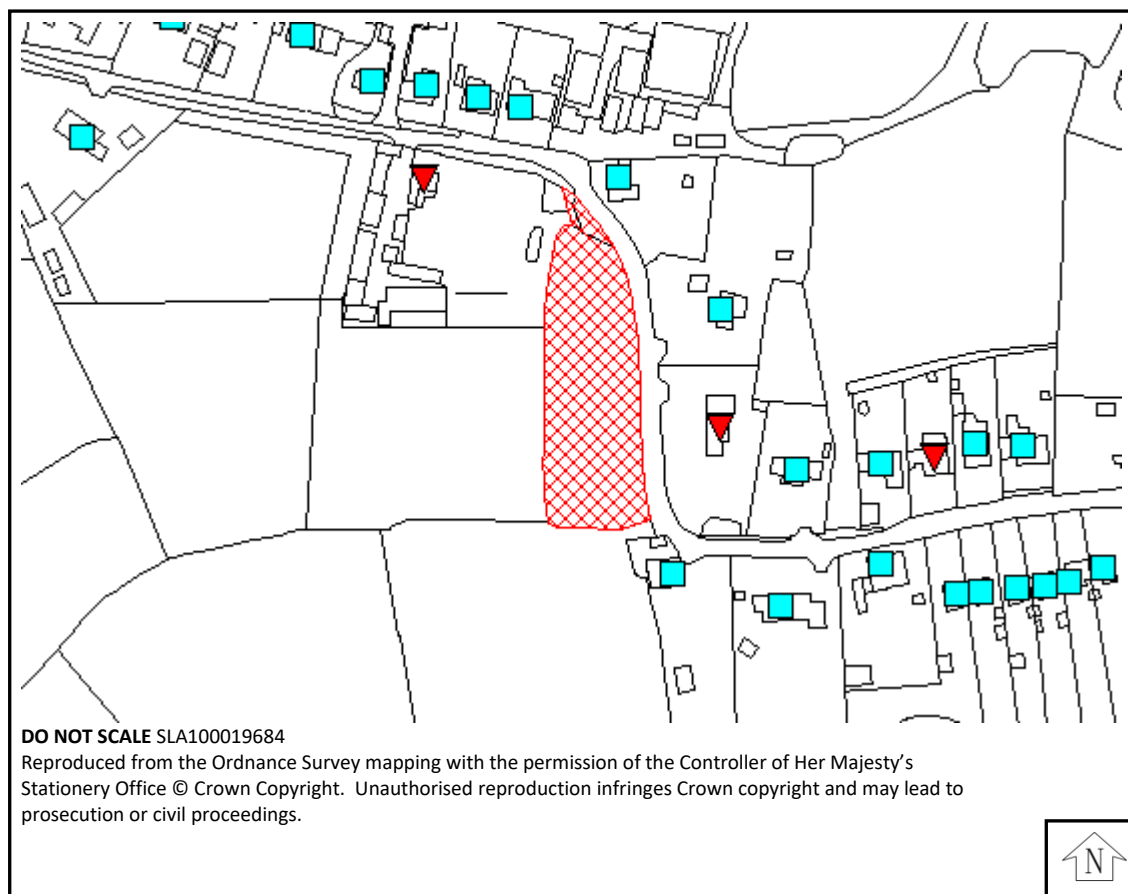 DO NOT SCALE SLA100019684
Reproduced from the Ordnance Survey mapping with the permission of the Controller of Her Majesty’s
Stationery Office © Crown Copyright.  Unauthorised reproduction infringes Crown copyright and may lead to
prosecution or civil proceedings.
N